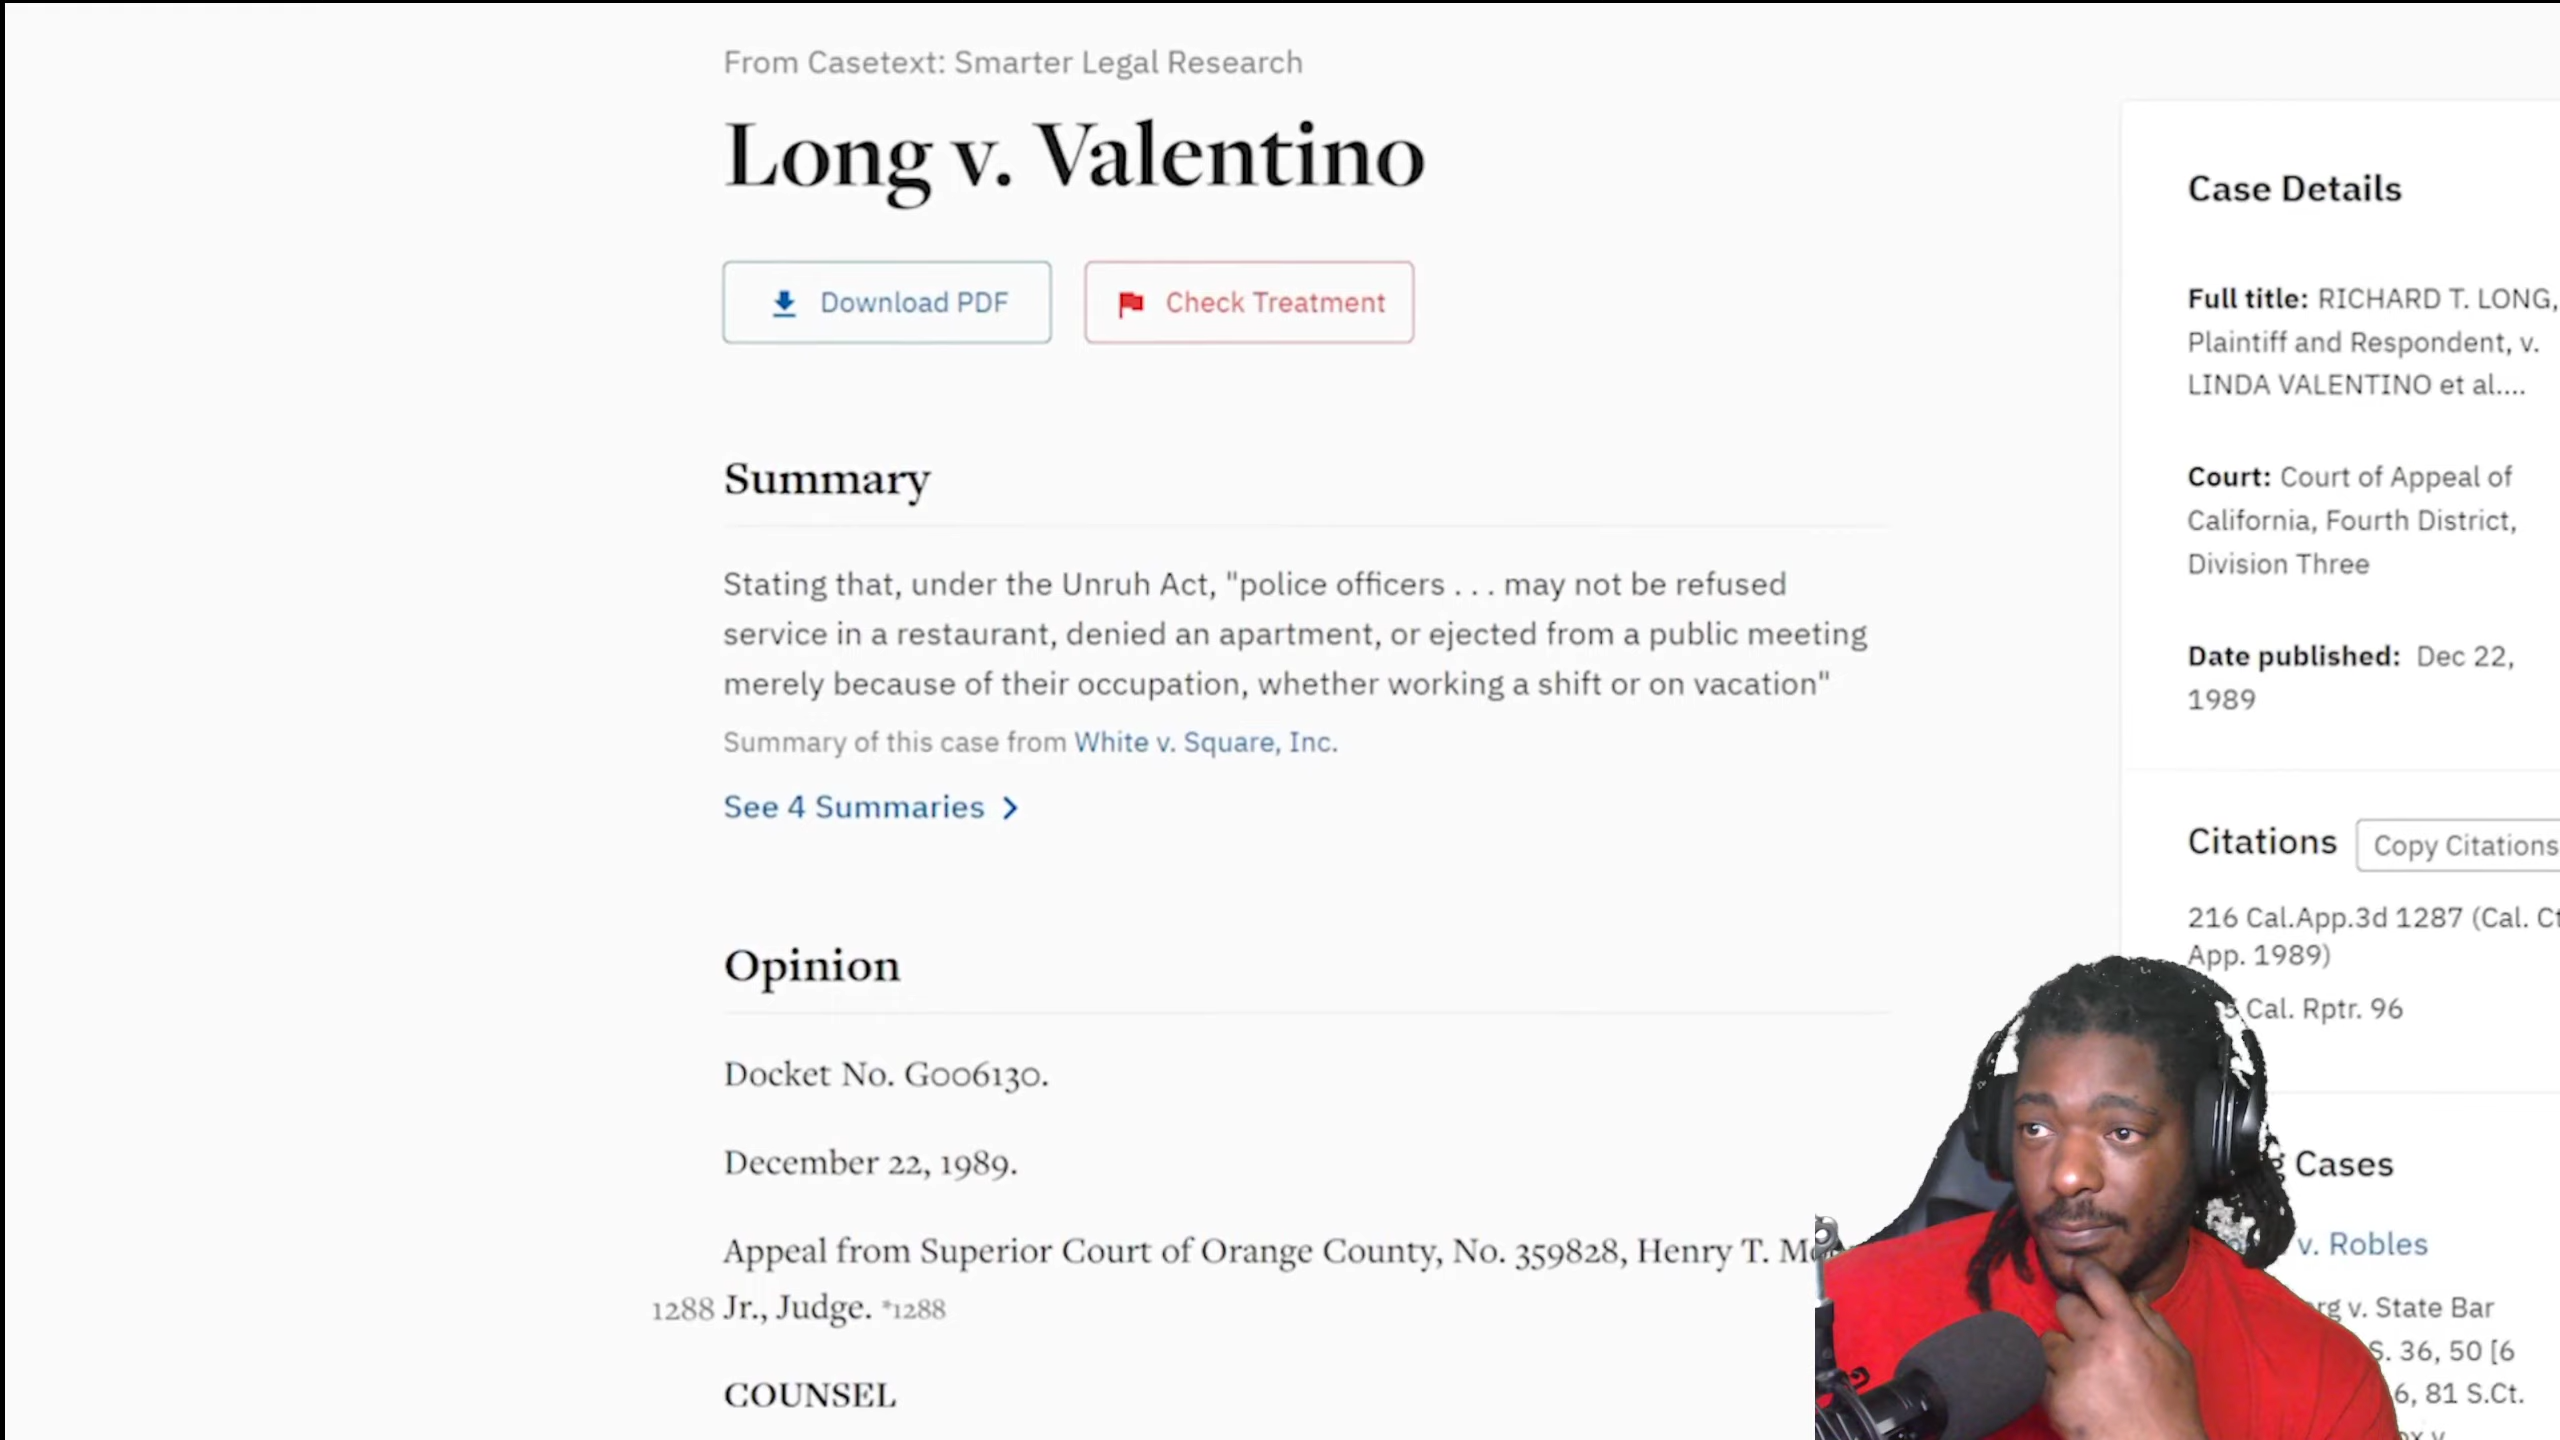 From Casetext: Smarter Legal Research
Long v. Valentino
Download PDF
Check Treatment
Summary
Stating that, under the Unruh Act, "police officers . . . may not be refused
service in a restaurant, denied an apartment, or ejected from a public meeting
merely because of their occupation, whether working a shift or on vacation"
Summary of this case from White v. Square, Inc.
See 4 Summaries
Opinion
Docket No. G006130.
December 22, 1989.
Appeal from Superior Court of Orange County, No. 359828, Henry T.
1288 Jr., Judge. *1288
COUNSEL
Case Details
Full title: RICHARD T. LONG,
Plaintiff and Respondent, v.
LINDA VALENTINO et al....
Court: Court of Appeal of
California, Fourth District,
Division Three
Date published: Dec 22,
1989
Citations
Copy Citations
216 Cal.App.3d 1287 (Cal. Ct
App. 1989)
Cal. Rptr. 96
Cases
v. Robles
v. State Bar
S. 36, 50 [6
6, 81 S.Ct.